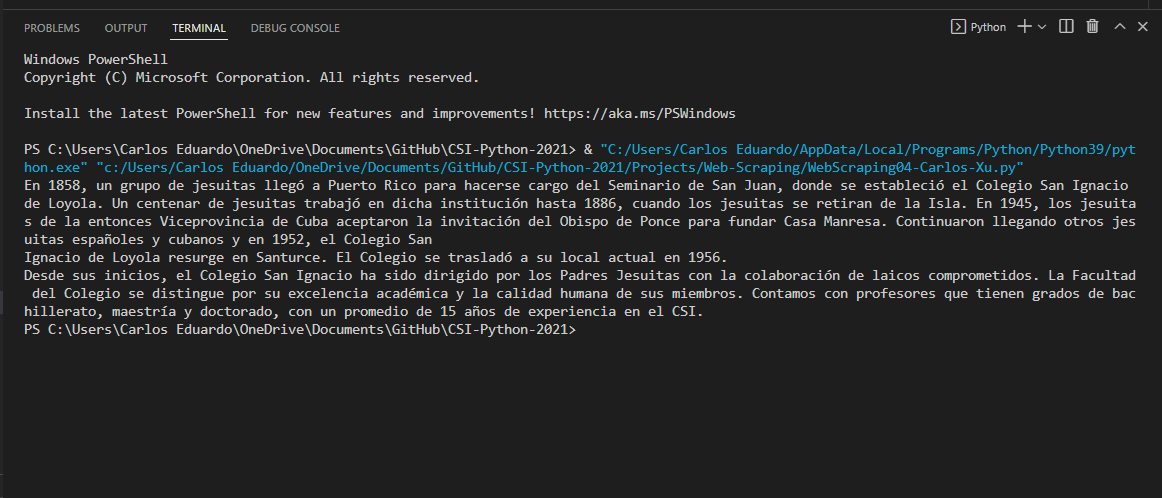 PROBLEMS OUTPUT TERMINAL DEBUG CONSOLE Python
Windows PowerShell
Copyright (C) Microsoft Corporation. All rights reserved.
Install the latest PowerShell for new features and improvements! https://aka.ms/PSWindows
PS C:\Users\Carlos Eduardo\OneDrive\Documents\GitHub\CSI-Python-2021> & "C:/Users/Carlos Eduardo/AppData/Local/Programs/Python/Python39/pyt
hon.exe" "c:/Users/Carlos Eduardo/OneDrive/Documents/GitHub/CSI-Python-2021/Projects/Web-Scraping/WebScraping04-Carlos-Xu.py"
En 1858, un grupo de jesuitas llegó a Puerto Rico para hacerse cargo del Seminario de San Juan, donde se estableció el Colegio San Ignacio
de Loyola. Un centenar de jesuitas trabajó en dicha institución hasta 1886, cuando los jesuitas se retiran de la Isla. En 1945, los jesuita
s de la entonces Viceprovincia de Cuba aceptaron la invitación del Obispo de Ponce para fundar Casa Manresa. Continuaron llegando otros jes
uitas españoles y cubanos y en 1952, el Colegio San
Ignacio de Loyola resurge en Santurce. El Colegio se trasladó a su local actual en 1956.
Desde sus inicios, el Colegio San Ignacio ha sido dirigido por los Padres Jesuitas con la colaboración de laicos comprometidos. La Facultad
 del Colegio se distingue por su excelencia académica y la calidad humana de sus miembros. Contamos con profesores que tienen grados de bac
hillerato, maestría y doctorado, con un promedio de 15 años de experiencia en el CSI.
PS C:\Users\Carlos Eduardo\OneDrive\Documents\GitHub\CSI-Python-2021>